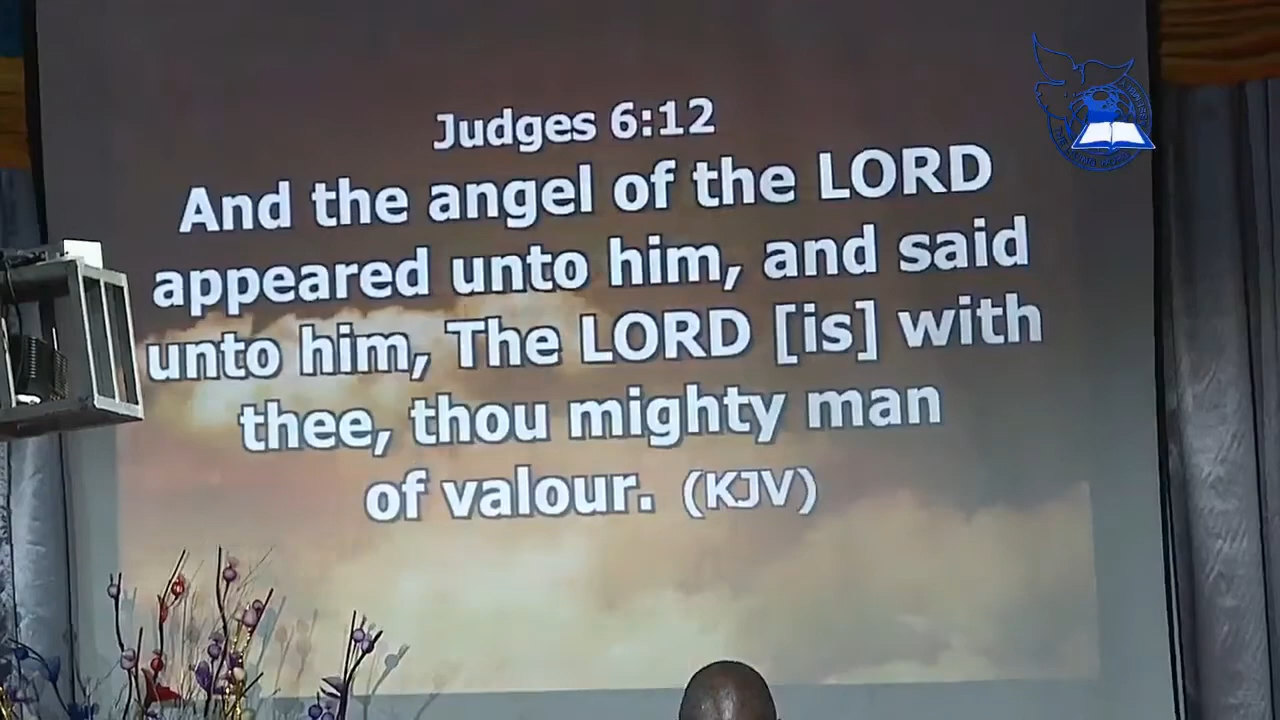 Judges 6:12
And the angel of the LORD
appeared unto him, and said
unto him, The LORD [is] with
thee, thou mighty man
of valour. (KJV)